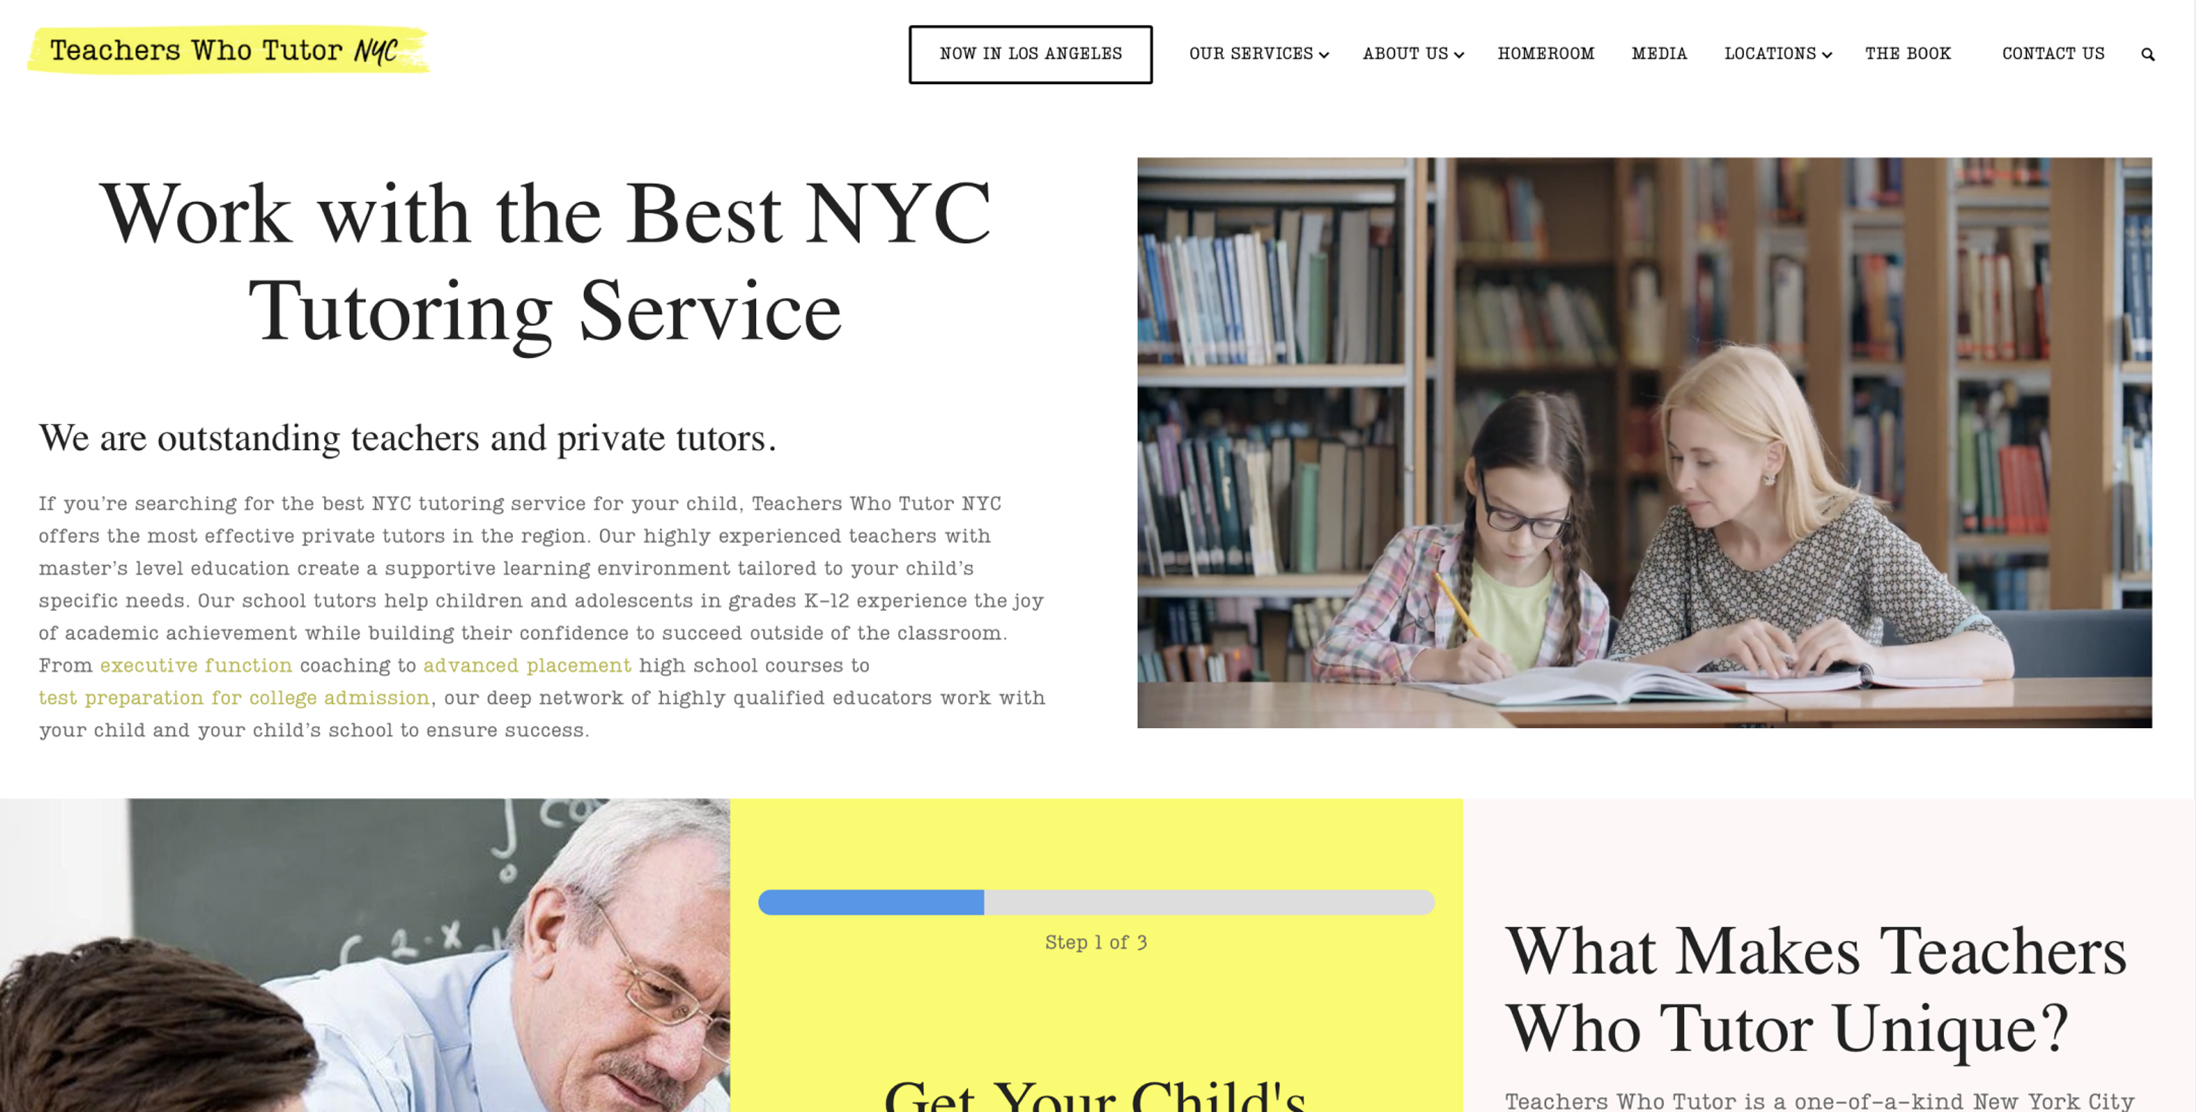 Teachers Who Tutor NYC
NOW IN LOS ANGELES
OUR SERVICES
ABOUT US
HOMEROOM
MEDIA
LOCATIONS
THE BOOK
CONTACT US
Work with the Best NYC
Tutoring Service
We are outstanding teachers and private tutors.
If you’re searching for the best NYC tutoring service for your child, Teachers Who Tutor NYC
offers the most effective private tutors in the region. Our highly experienced teachers with
master’s level education create a supportive learning environment tailored to your child’s
specific needs. Our school tutors help children and adolescents in grades K-12 experience the joy
of academic achievement while building their confidence to succeed outside of the classroom.
From executive function coaching to advanced placement high school courses to
test preparation for college admission, our deep network of highly qualified educators work with
your child and your child’s school to ensure success.
Step 1 of 3
Get Your Child's
What Makes Teachers
Who Tutor Unique?
Teachers Who Tutor is a one-of-a-kind New York City